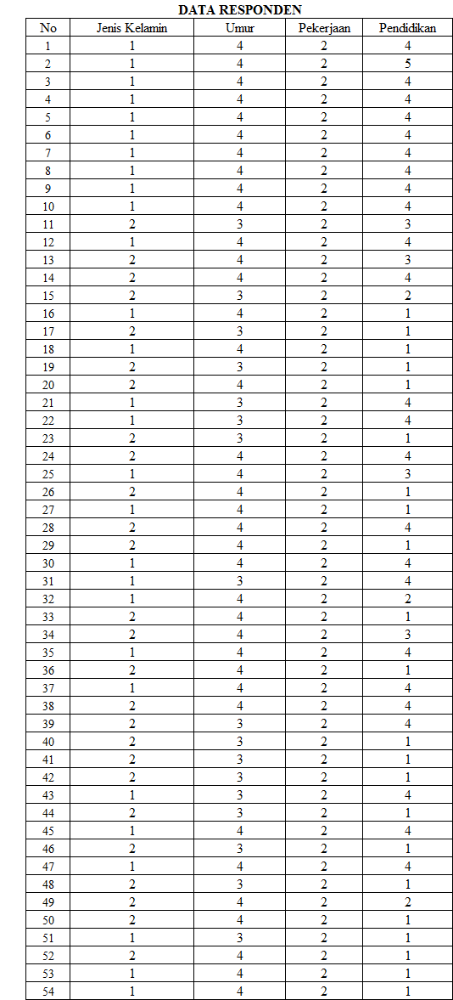 DATA RESPONDEN
No Jenis Kelamin Umur Pekerjaan Pendidikan
1 1 4 2 4
2 1 4 2 5
3 1 4 2 4
4 1 4 2 4
5 1 4 2 4
6 1 4 2 4
7 1 4 2 4
8 1 4 2 4
9 1 4 2 4
10 1 4 2 4
11 2 3 2 3
12 1 4 2 4
13 2 4 2 3
14 2 4 2 4
15 2 3 2 2
16 1 4 2 1
17 2 3 2 1
18 1 4 2 1
19 2 3 2 1
20 2 4 2 1
21 1 3 2 4
22 1 3 2 4
23 2 3 2 1
24 2 4 2 4
25 1 4 2 3
26 2 4 2 1
27 1 4 2 1
28 2 4 2 4
29 2 4 2 1
30 1 4 2 4
31 1 3 2 4
32 1 4 2 2
33 2 4 2 1
34 2 4 2 3
35 1 4 2 4
36 2 4 2 1
37 1 4 2 4
38 2 4 2 4
39 2 3 2 4
40 2 3 2 1
41 2 3 2 1
42 2 3 2 1
43 1 3 2 4
44 2 3 2 1
45 1 4 2 4
46 2 3 2 1
47 1 4 2 4
48 2 3 2 1
49 2 4 2 2
50 2 4 2 1
51 1 3 2 1
52 2 4 2 1
53 1 4 2 1
54 1 4 2 1